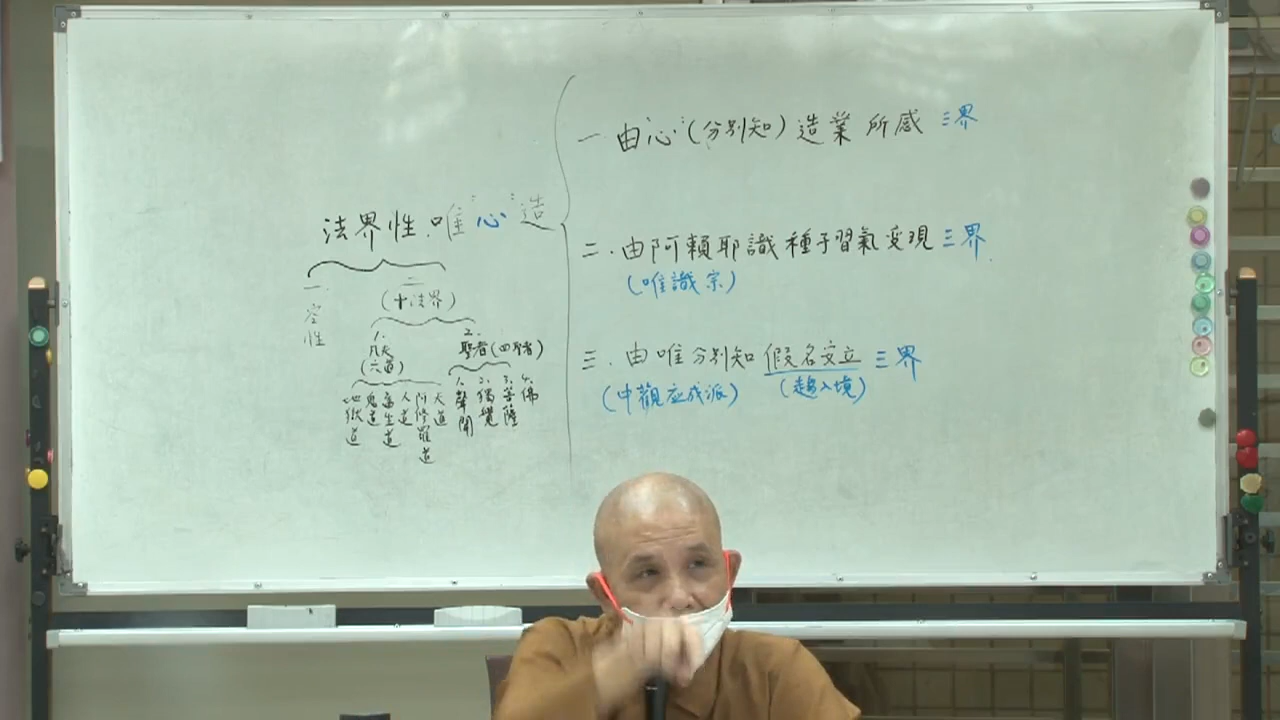 法界性唯"心"造
一
空性
二
(十法界)
1.
凡夫
(六道)
地獄道
鬼道
畜生道
人道
阿修羅道
天道
2.
聖者(四聖者)
1.聲聞
2.獨覺
3.菩薩
4.佛
一 由"心"(分別知)造業所感 三界
二.由阿賴耶識種子習氣变現三界.
(唯識宗)
三.由唯分別知假名安立三界
(中觀应成派)
(趨入境)